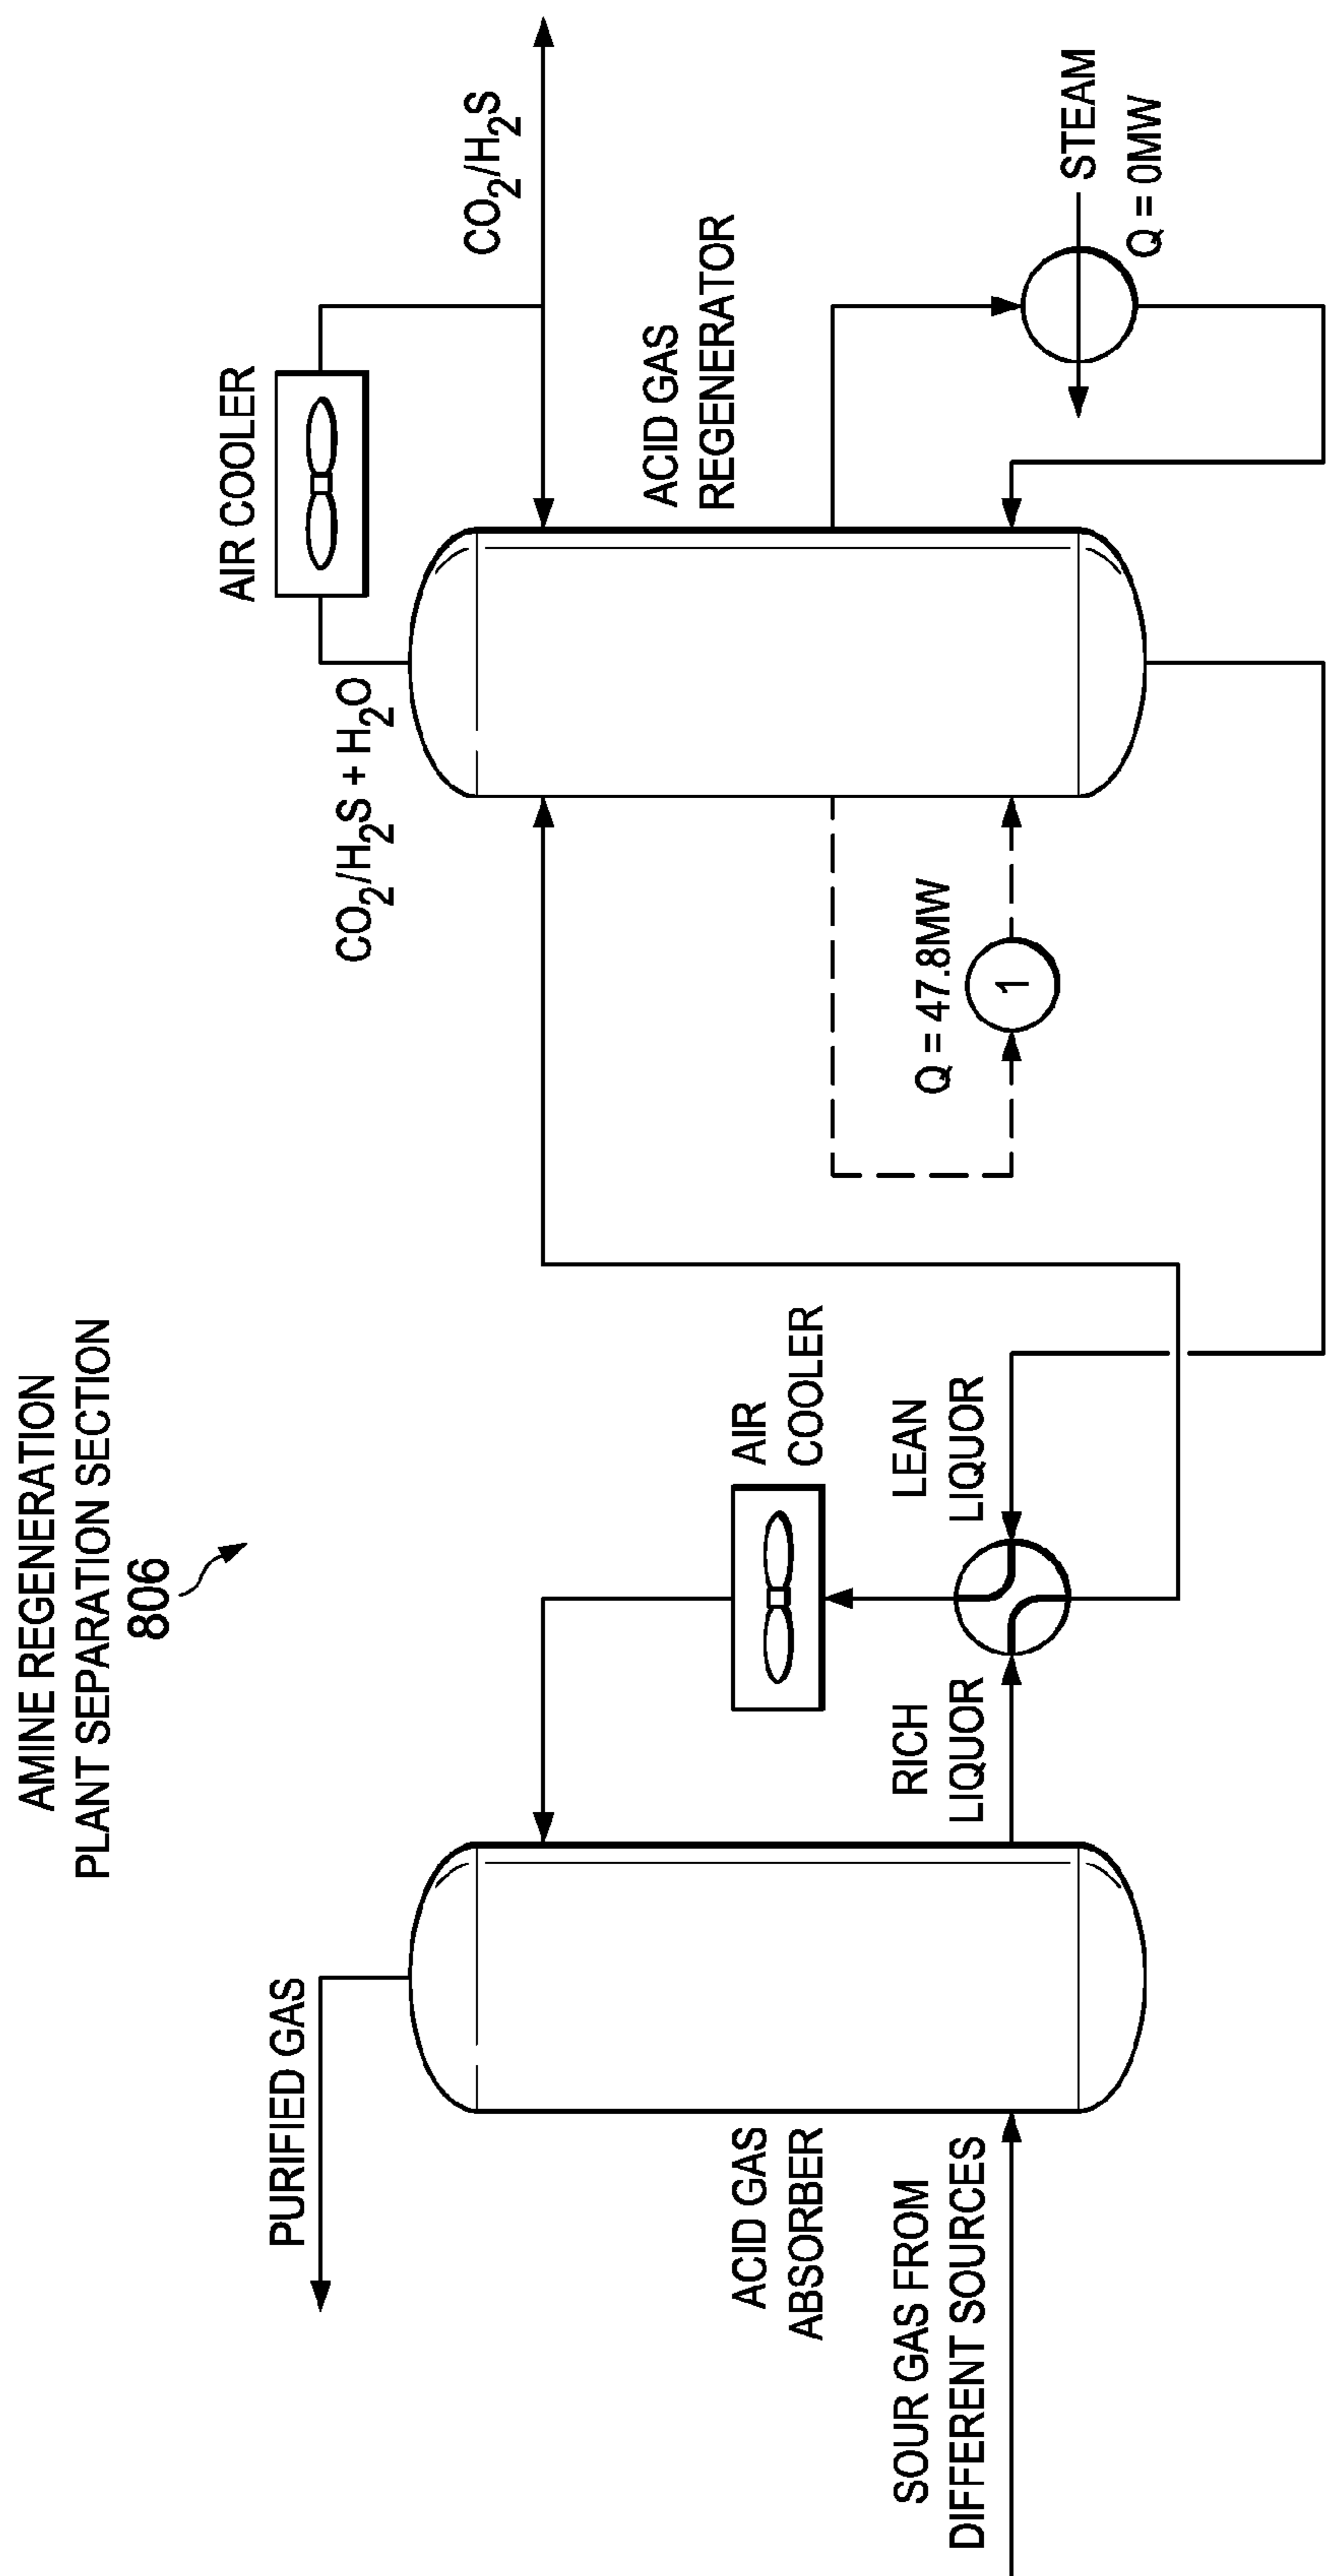 AMINE REGENERATION
PLANT SEPARATION SECTION
806
PURIFIED GAS
AIR COOLER
CO2/H2S + H2O
CO2/H2S
ACID GAS
ABSORBER
AIR
COOLER
ACID GAS
REGENERATOR
SOUR GAS FROM
DIFFERENT SOURCES
RICH
LIQUOR
LEAN
LIQUOR
Q = 47.8MW
1
STEAM
Q = 0MW